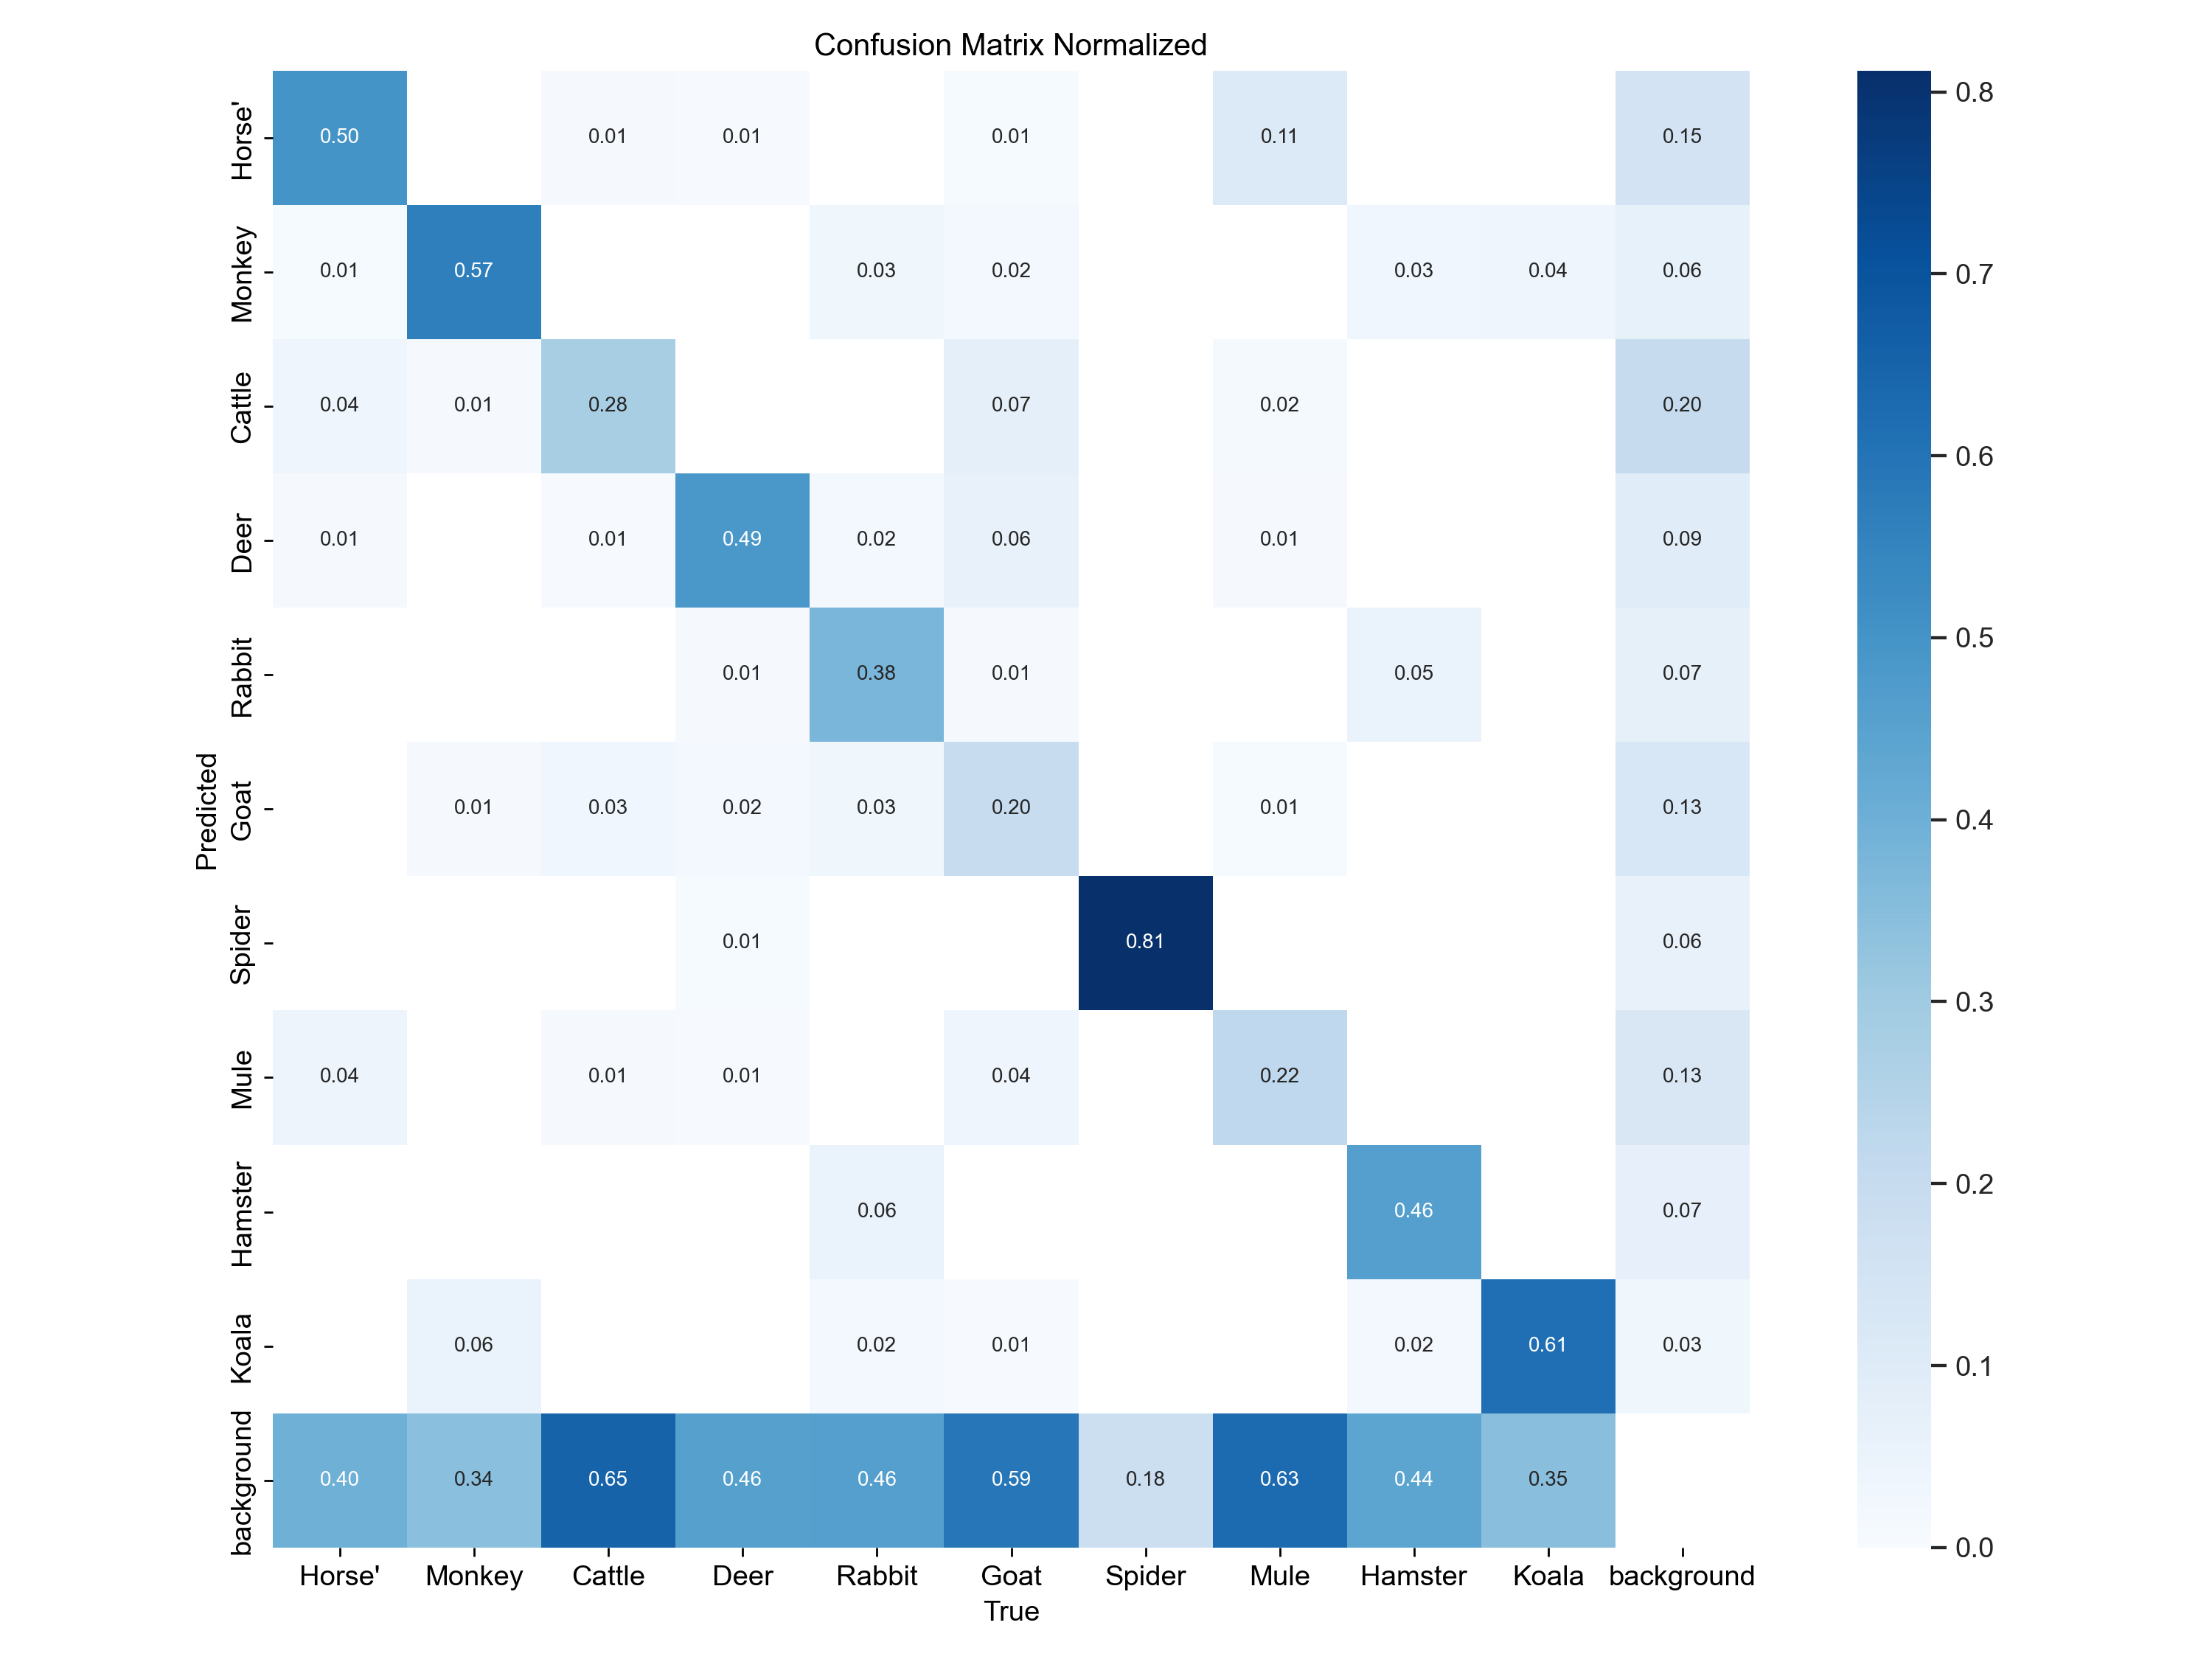 Confusion Matrix Normalized
Horse' 0.50 0.01 0.01 0.01 0.11 0.15
Monkey 0.01 0.57 0.03 0.02 0.03 0.04 0.06
Cattle 0.04 0.01 0.28 0.07 0.02 0.20
Deer 0.01 0.01 0.49 0.02 0.06 0.01 0.09
Rabbit 0.01 0.38 0.01 0.05 0.07
Predicted
Goat 0.01 0.03 0.02 0.03 0.20 0.01 0.13
Spider 0.01 0.81 0.06
Mule 0.04 0.01 0.01 0.04 0.22 0.13
Hamster 0.06 0.46 0.07
Koala 0.06 0.02 0.01 0.02 0.61 0.03
background 0.40 0.34 0.65 0.46 0.46 0.59 0.18 0.63 0.44 0.35
Horse' Monkey Cattle Deer Rabbit Goat Spider Mule Hamster Koala background
True
0.8
0.7
0.6
0.5
0.4
0.3
0.2
0.1
0.0